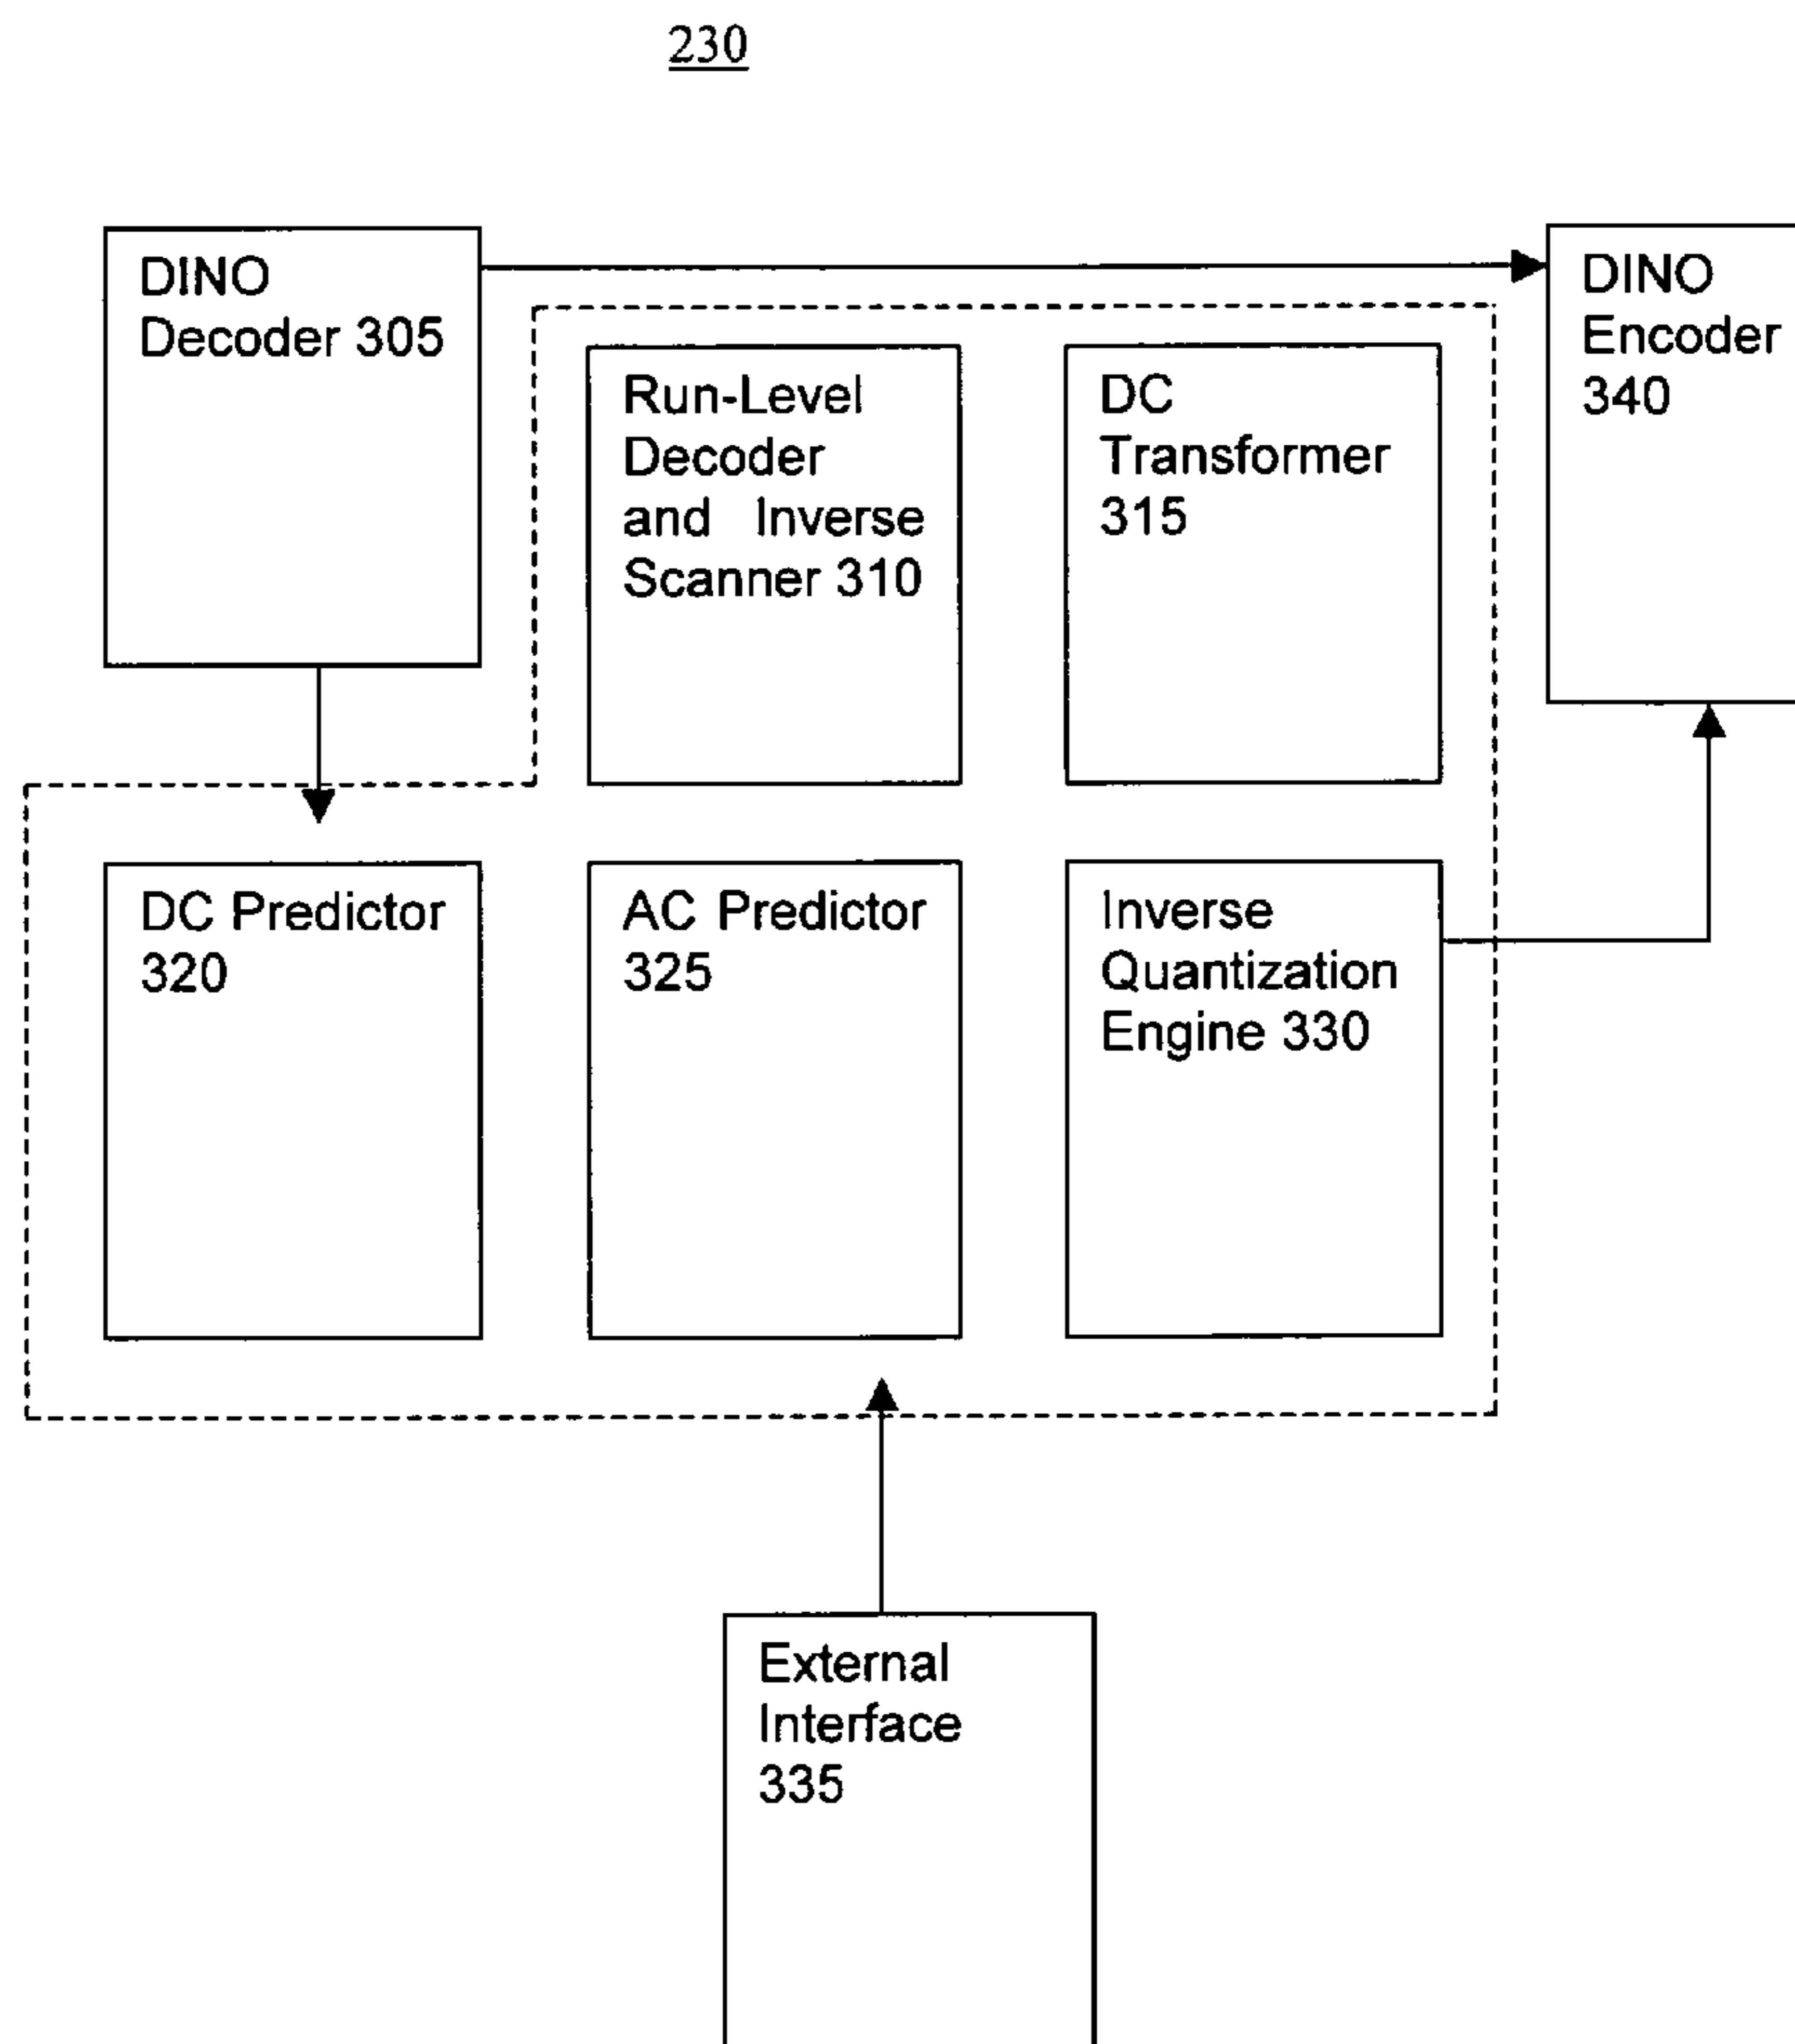 230
DINO
Decoder 305
DINO
Encoder
340
Run-Level
Decoder
and Inverse
Scanner 310
DC
Transformer
315
DC Predictor
320
AC Predictor
325
Inverse
Quantization
Engine 330
External
Interface
335